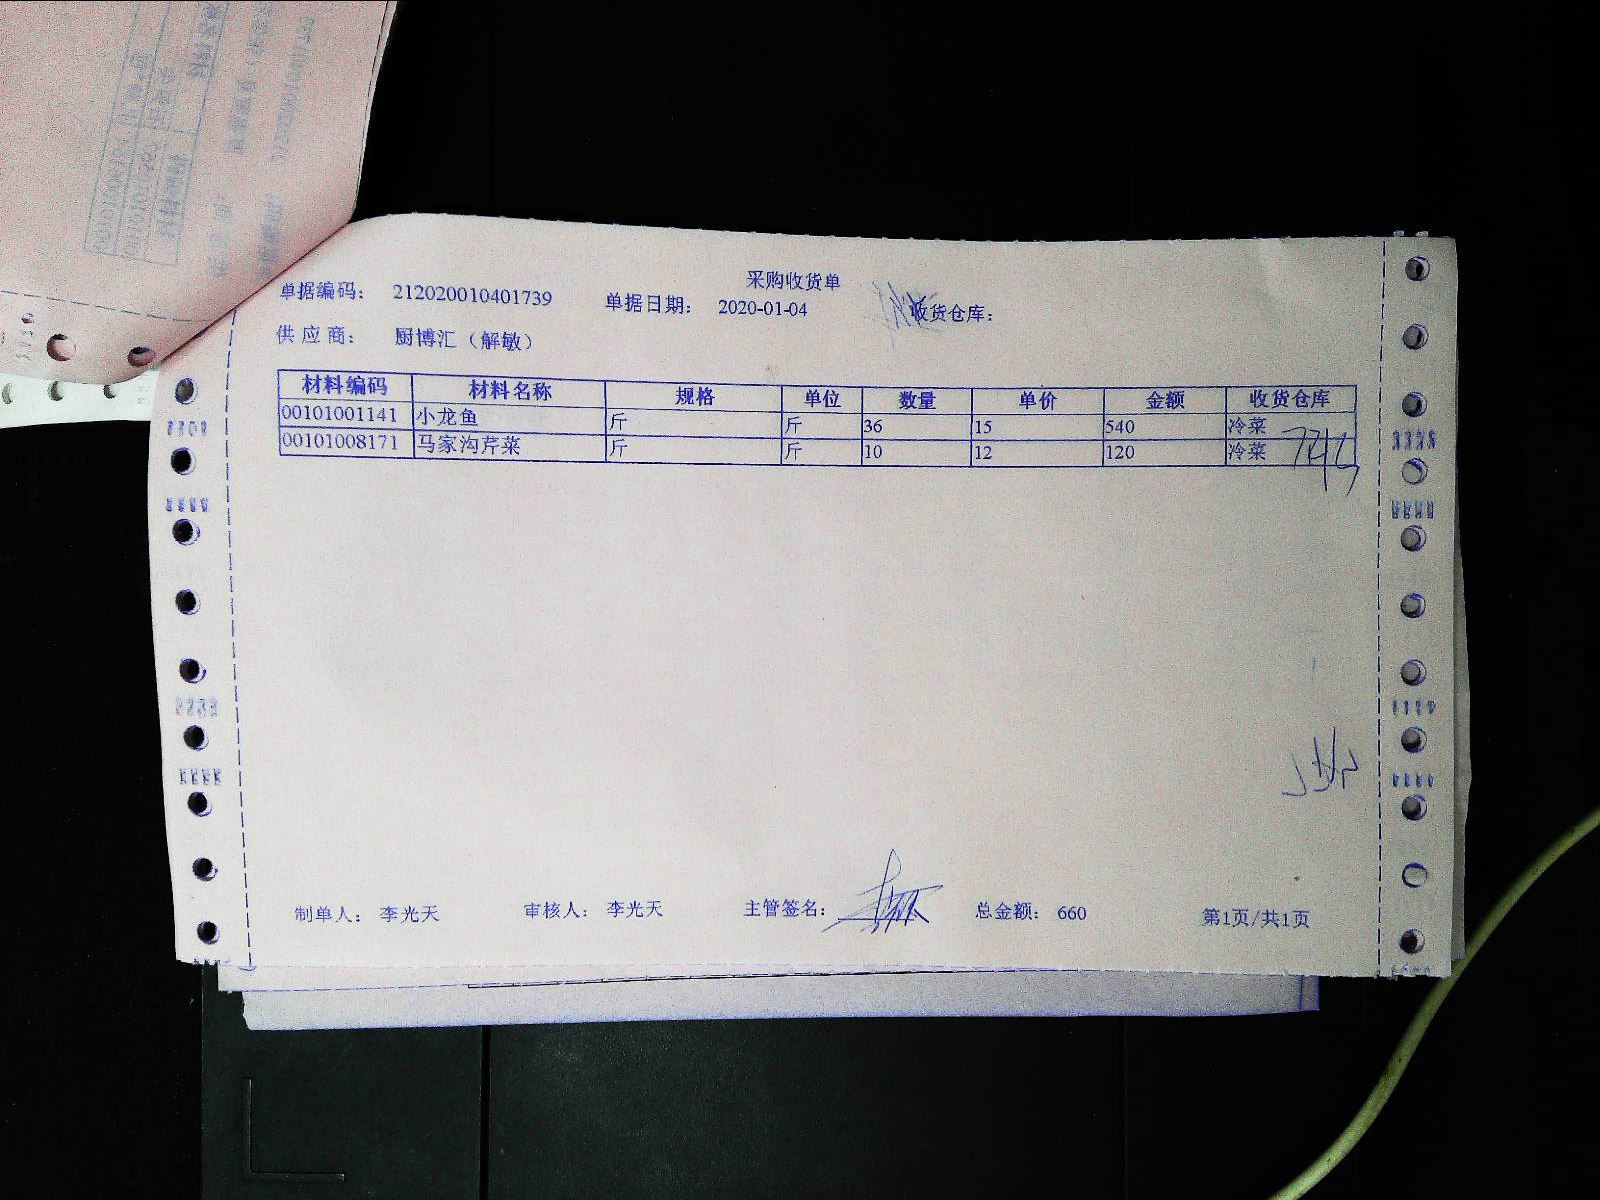 采购收货单
单据编码： 212020010401739 单据日期： 2020-01-04 收货仓库：
供应商： 厨博汇（解敏）
材料编码 材料名称 规格 单位 数量 单价 金额 收货仓库
00101001141 小龙鱼 斤 斤 36 15 540 冷菜
00101008171 马家沟芹菜 斤 斤 10 12 120 冷菜
制单人： 李光天 审核人： 李光天 主管签名： 总金额： 660 第1页/共1页